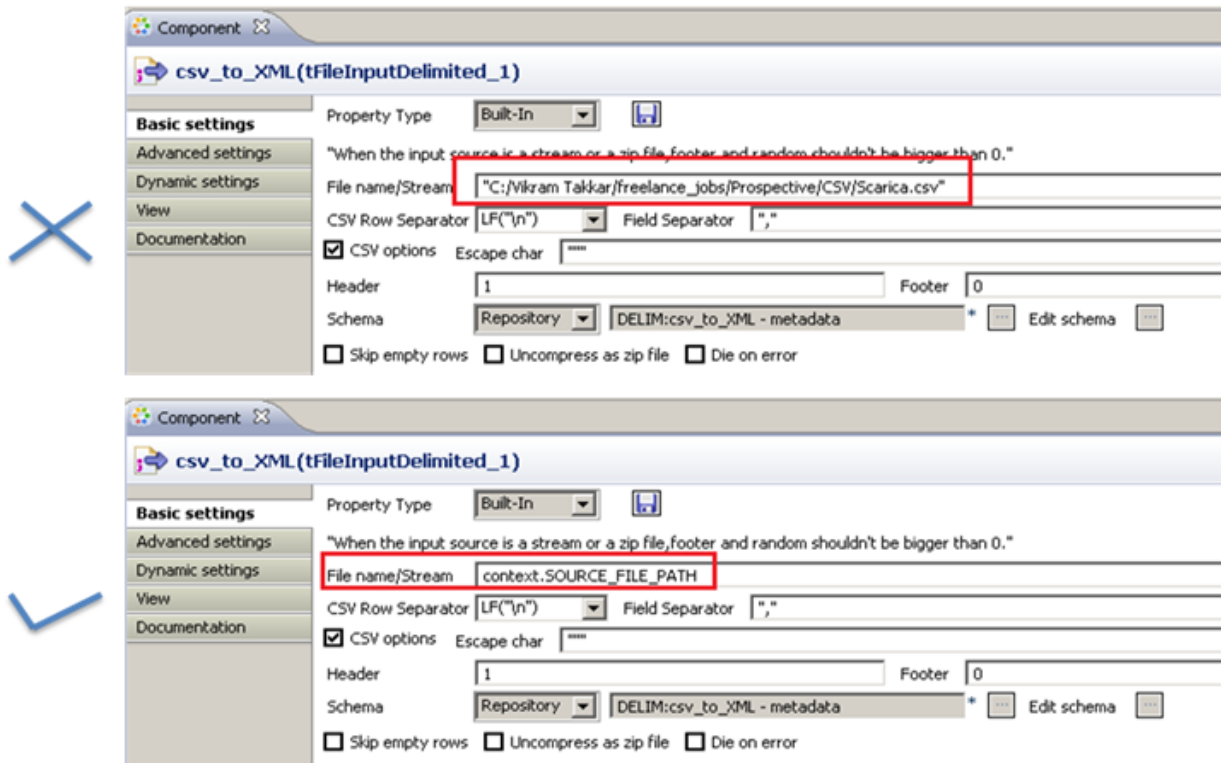 Component
csv_to_XML(tFileInputDelimited_1)
Basic settings
Advanced settings
Dynamic settings
View
Documentation
Property Type Built-In
"When the input source is a stream or a zip file,footer and random shouldn't be bigger than 0."
File name/Stream "C:/Vikram Takkar/freelance_jobs/Prospective/CSV/Scarica.csv"
CSV Row Separator LF("\n") Field Separator ","
CSV options Escape char """"
Header 1 Footer 0
Schema Repository DELIM:csv_to_XML - metadata * ... Edit schema ...
Skip empty rows Uncompress as zip file Die on error
Component
csv_to_XML(tFileInputDelimited_1)
Basic settings
Advanced settings
Dynamic settings
View
Documentation
Property Type Built-In
"When the input source is a stream or a zip file,footer and random shouldn't be bigger than 0."
File name/Stream context.SOURCE_FILE_PATH
CSV Row Separator LF("\n") Field Separator ","
CSV options Escape char """"
Header 1 Footer 0
Schema Repository DELIM:csv_to_XML - metadata * ... Edit schema ...
Skip empty rows Uncompress as zip file Die on error